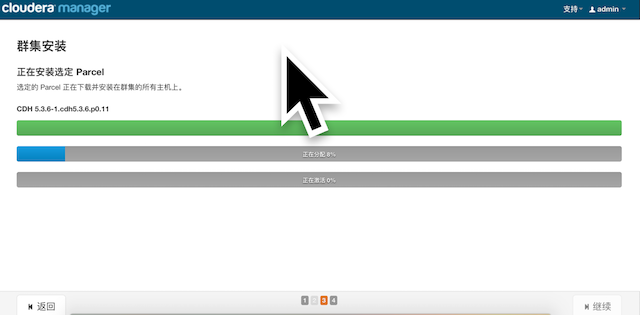 cloudera manager
支持 admin
群集安装
正在安装选定 Parcel
选定的 Parcel 正在下载并安装在群集的所有主机上。
CDH 5.3.6-1.cdh5.3.6.p0.11
正在分配 8%
正在激活 0%
返回 1 2 3 4 继续